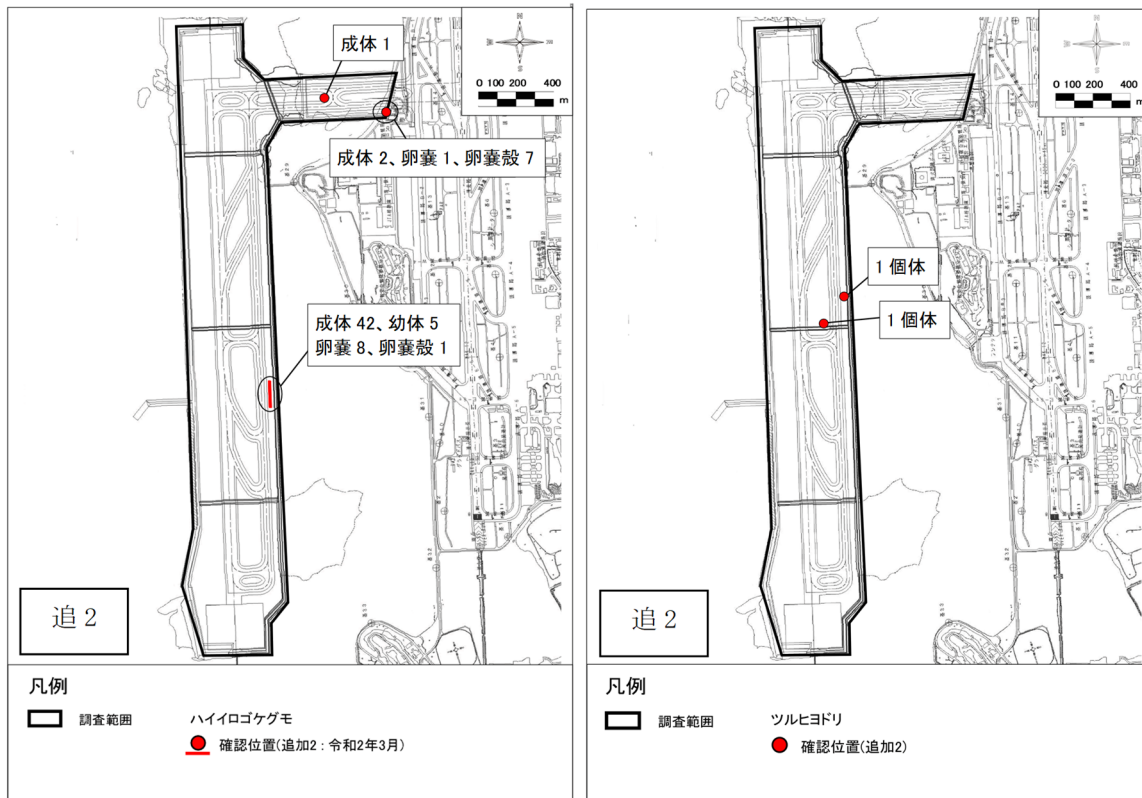 成体 1
0 100 200 400
m
成体 2、卵嚢 1、卵嚢殻 7
成体 42、幼体 5
卵嚢 8、卵嚢殻 1
追 2
凡例
調査範囲
ハイイロゴケグモ
確認位置(追加2 : 令和2年3月)
0 100 200 400
m
1 個体
1 個体
追 2
凡例
調査範囲
ツルヒヨドリ
確認位置(追加2)